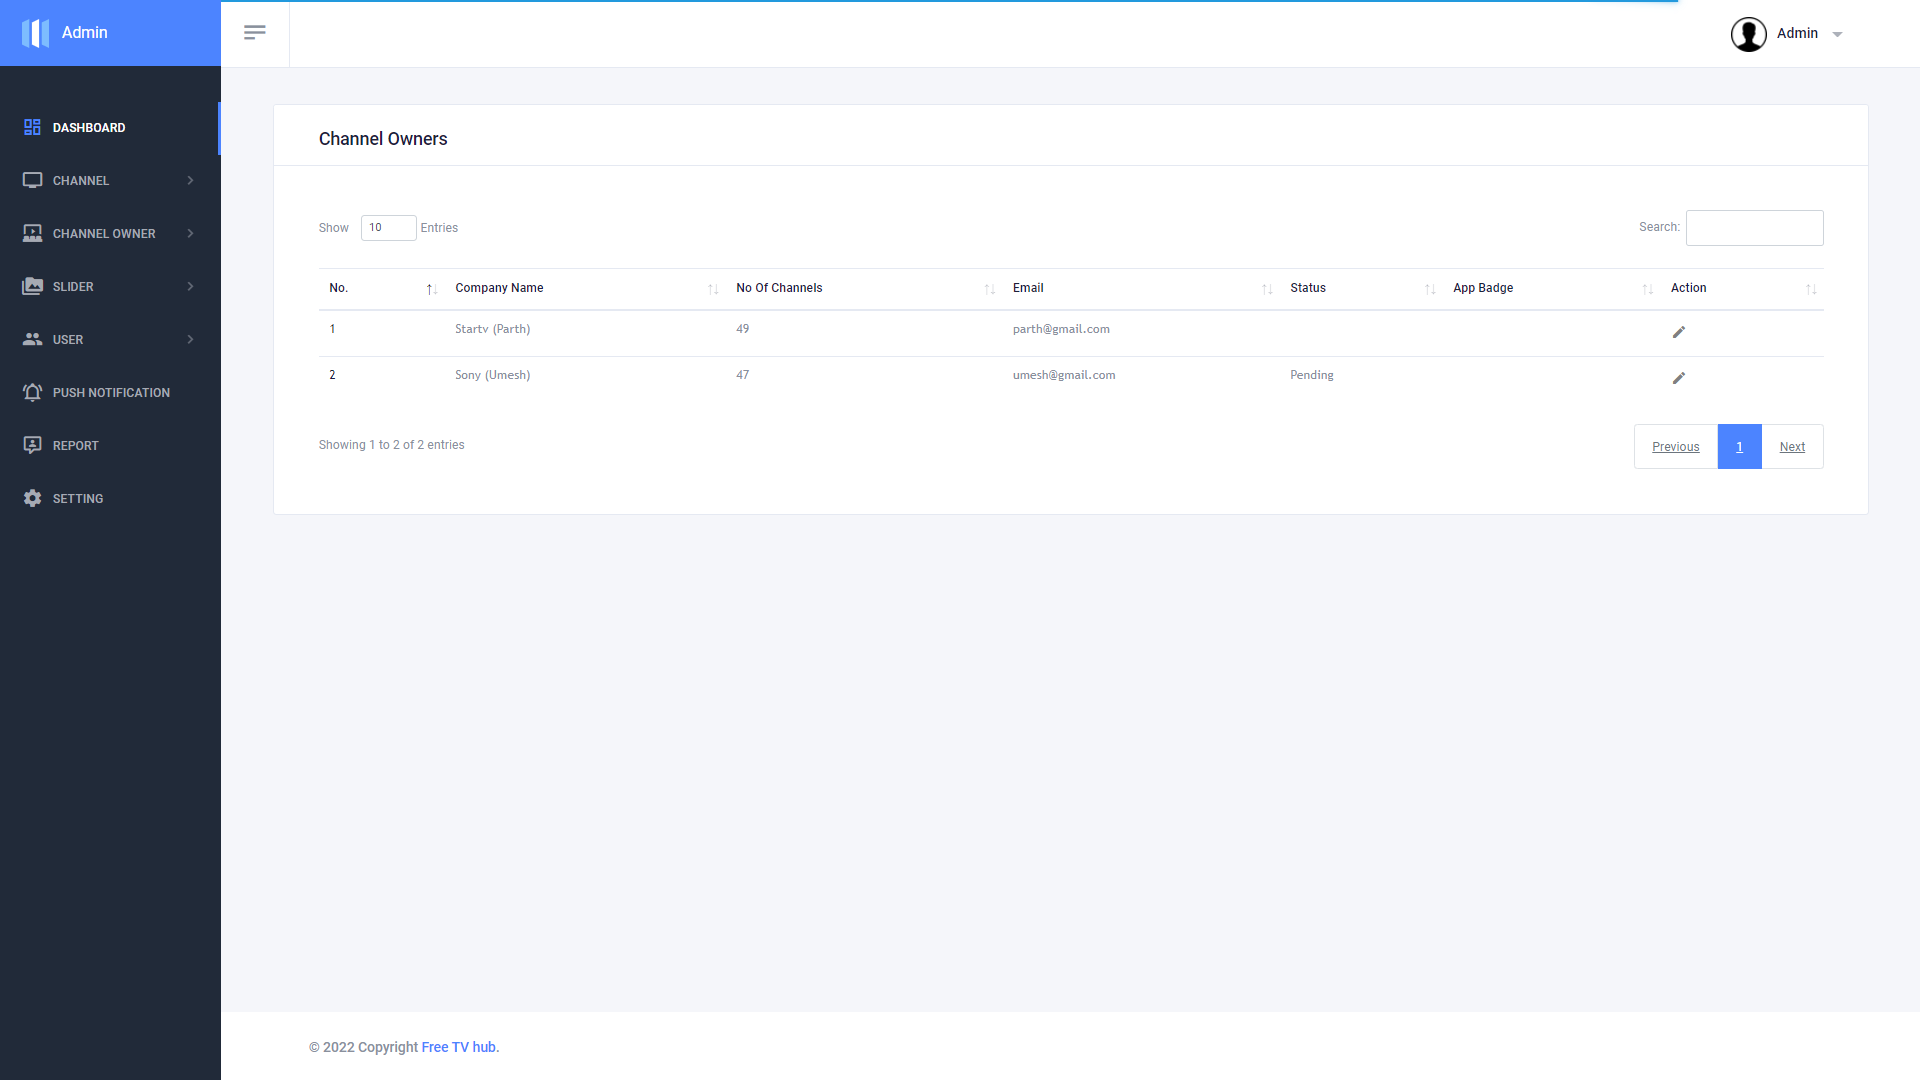 Admin
Admin
DASHBOARD
CHANNEL
CHANNEL OWNER
SLIDER
USER
PUSH NOTIFICATION
REPORT
SETTING
Channel Owners
Show 10 Entries
Search:
No. Company Name No Of Channels Email Status App Badge Action
1 Startv (Parth) 49 parth@gmail.com
2 Sony (Umesh) 47 umesh@gmail.com Pending
Showing 1 to 2 of 2 entries
Previous 1 Next
© 2022 Copyright Free TV hub.